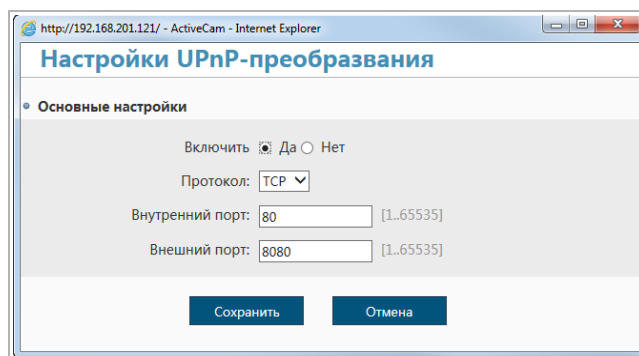 http://192.168.201.121/ - ActiveCam - Internet Explorer
Настройки UPnP-преобразвания
Основные настройки
Включить Да Нет
Протокол: TCP
Внутренний порт: 80 [1..65535]
Внешний порт: 8080 [1..65535]
Сохранить Отмена